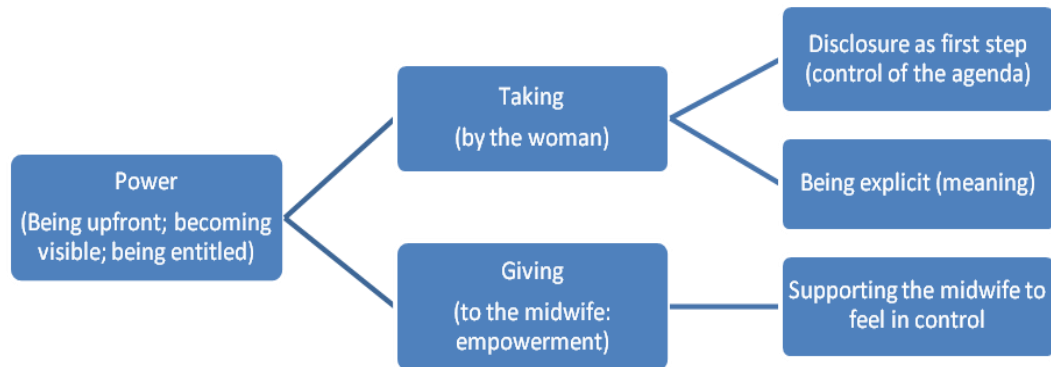 Power
(Being upfront; becoming
visible; being entitled)
Taking
(by the woman)
Disclosure as first step
(control of the agenda)
Being explicit (meaning)
Giving
(to the midwife:
empowerment)
Supporting the midwife to
feel in control